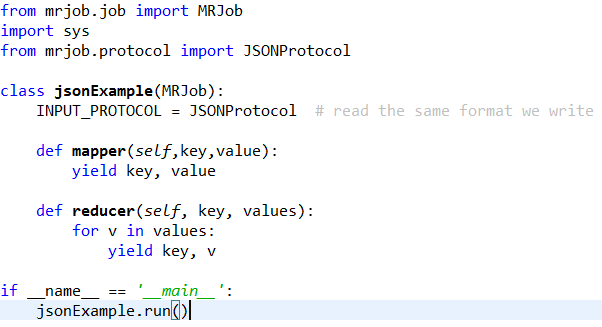 from mrjob.job import MRJob
import sys
from mrjob.protocol import JSONProtocol

class jsonExample(MRJob):
    INPUT_PROTOCOL = JSONProtocol  # read the same format we write

    def mapper(self,key,value):
        yield key, value

    def reducer(self, key, values):
        for v in values:
            yield key, v

if __name__ == '__main__':
    jsonExample.run()